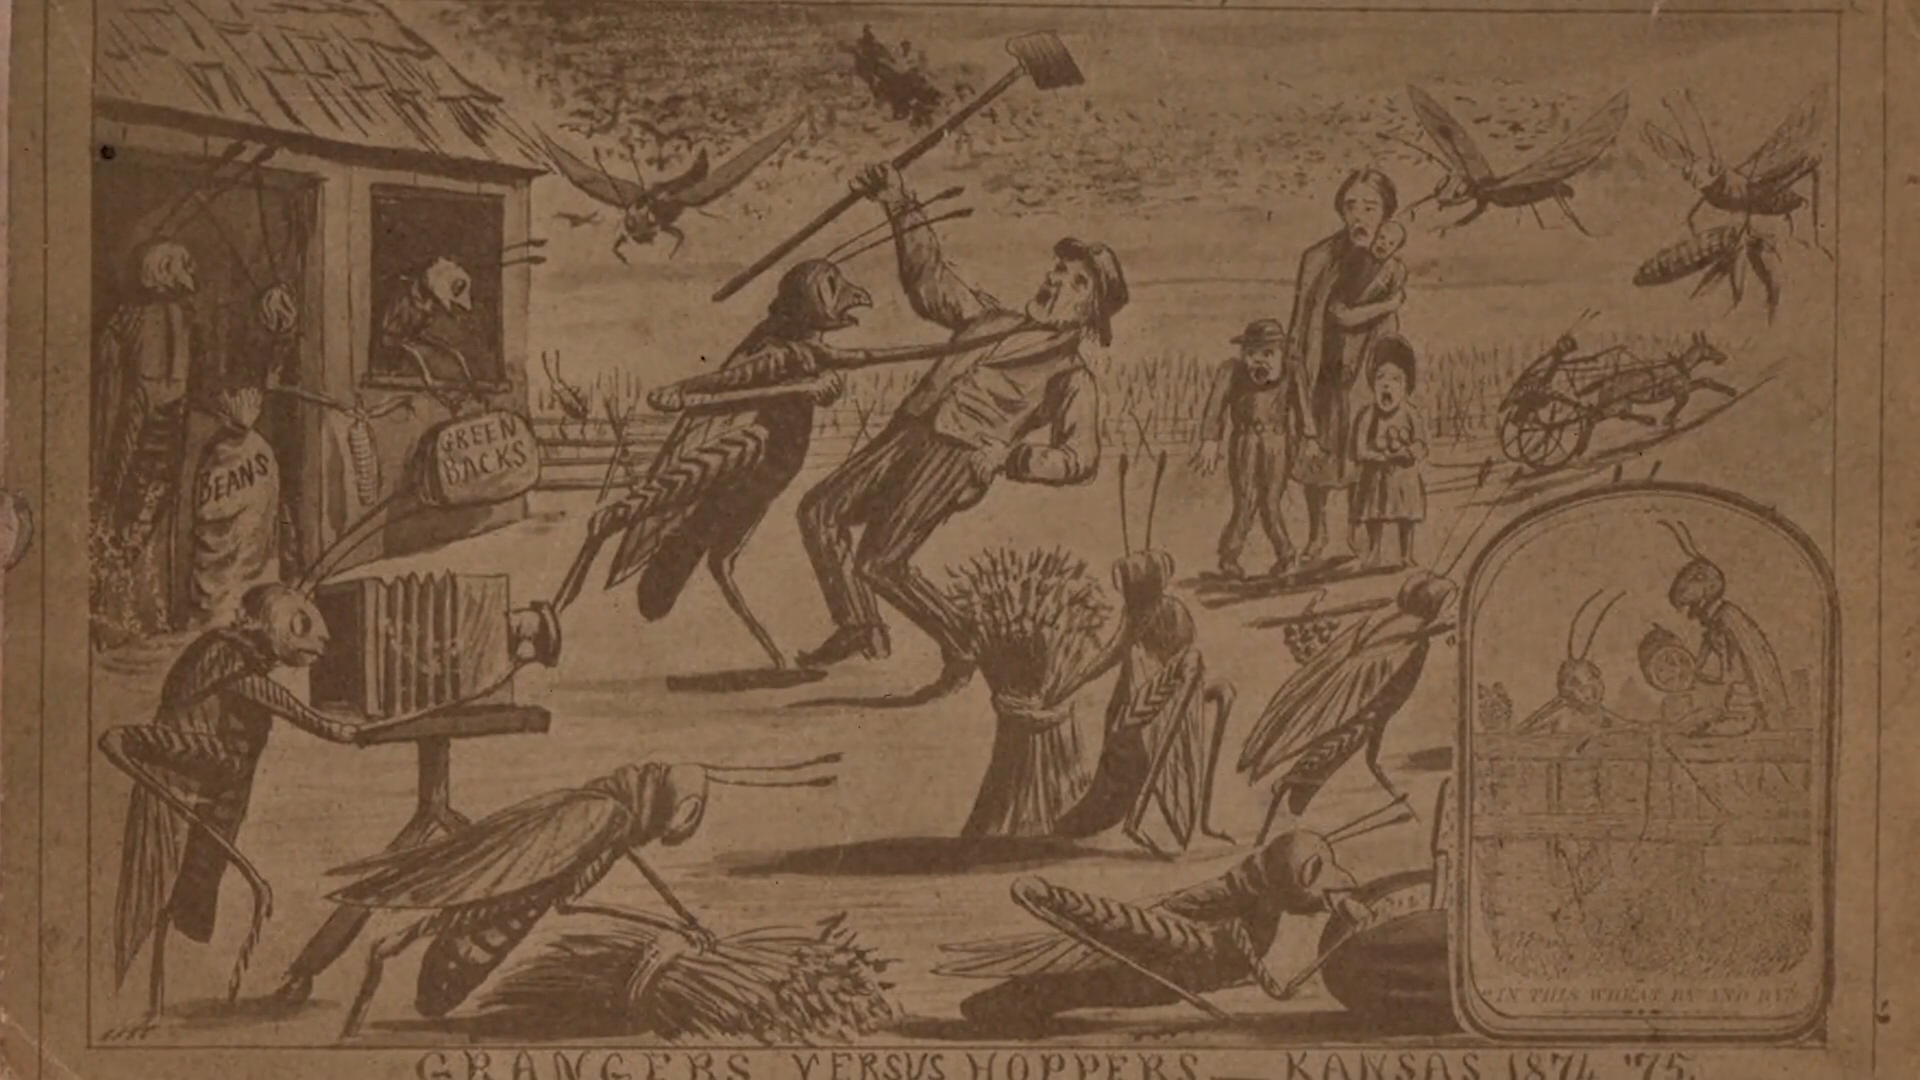 GREEN
BACKS
BEANS
"IN THIS WHEAT BY AND BY"
GRANGERS VERSUS HOPPERS — KANSAS 1874 '75.